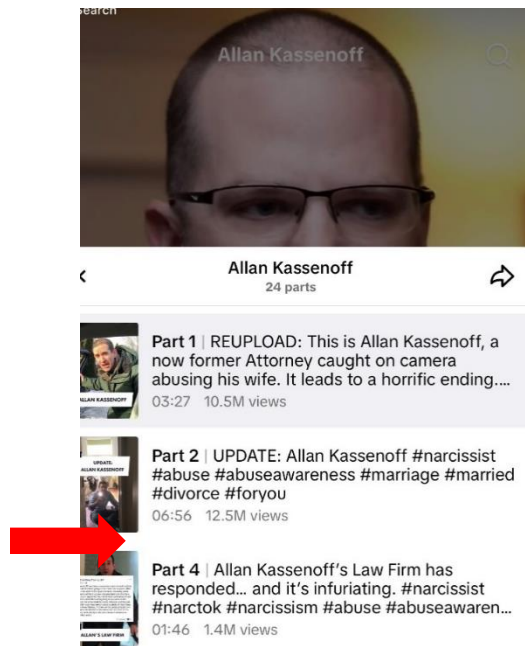 Search
Allan Kassenoff
Allan Kassenoff
24 parts
Part 1 | REUPLOAD: This is Allan Kassenoff, a
now former Attorney caught on camera
abusing his wife. It leads to a horrific ending....
ALLAN KASSENOFF
03:27 10.5M views
Part 2 | UPDATE: Allan Kassenoff #narcissist
#abuse #abuseawareness #marriage #married
#divorce #foryou
UPDATE:
ALLAN KASSENOFF
06:56 12.5M views
Part 4 | Allan Kassenoff's Law Firm has
responded... and it's infuriating. #narcissist
#narctok #narcissism #abuse #abuseawaren...
ALLAN'S LAW FIRM
01:46 1.4M views